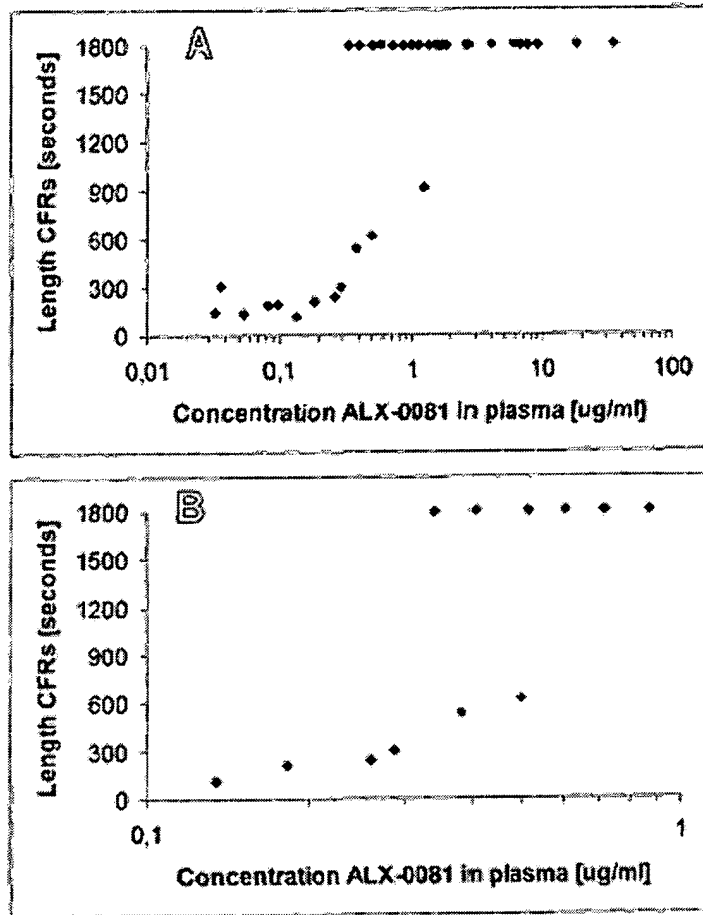 A
Length CFRs [seconds]
1800
1500
1200
900
600
300
0
0,01 0,1 1 10 100
Concentration ALX-0081 in plasma [ug/ml]
B
Length CFRs [seconds]
1800
1500
1200
900
600
300
0
0,1 1
Concentration ALX-0081 in plasma [ug/ml]